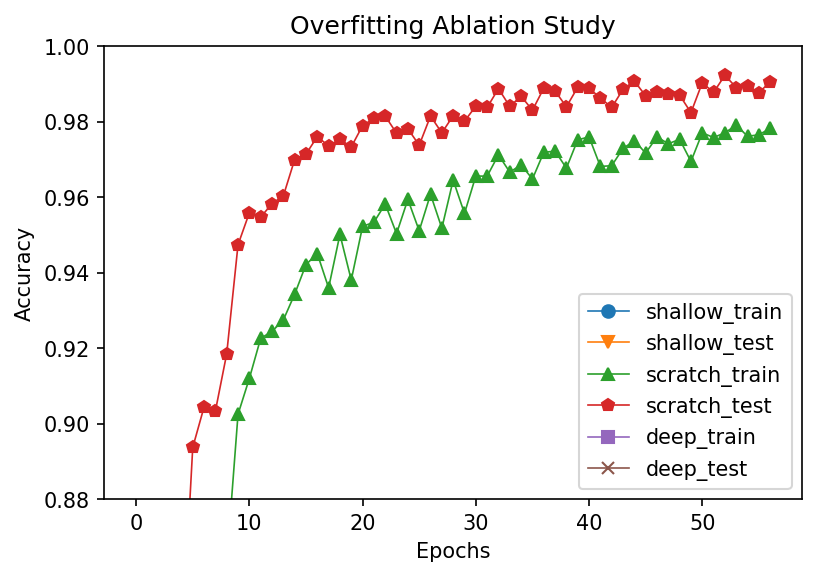 Overfitting Ablation Study
1.00
0.98
0.96
0.94
0.92
0.90
0.88
Accuracy
shallow_train
shallow_test
scratch_train
scratch_test
deep_train
deep_test
0 10 20 30 40 50
Epochs